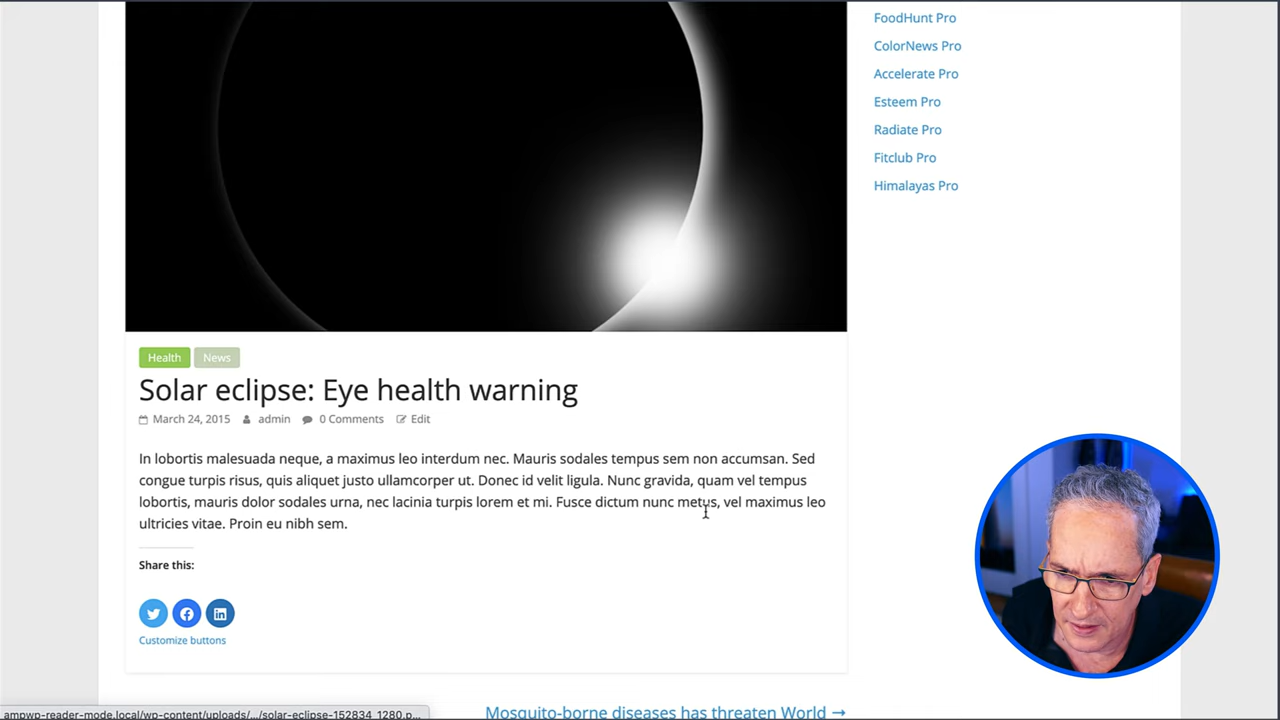 FoodHunt Pro
ColorNews Pro
Accelerate Pro
Esteem Pro
Radiate Pro
Fitclub Pro
Himalayas Pro
Health News
Solar eclipse: Eye health warning
March 24, 2015 admin 0 Comments Edit
In lobortis malesuada neque, a maximus leo interdum nec. Mauris sodales tempus sem non accumsan. Sed
congue turpis risus, quis aliquet justo ullamcorper ut. Donec id velit ligula. Nunc gravida, quam vel tempus
lobortis, mauris dolor sodales urna, nec lacinia turpis lorem et mi. Fusce dictum nunc metus, vel maximus leo
ultricies vitae. Proin eu nibh sem.
Share this:
Customize buttons
Mosquito-borne diseases has threaten World →
ampwp-reader-mode.local/wp-content/uploads/.../solar-eclipse-152834_1280.p...